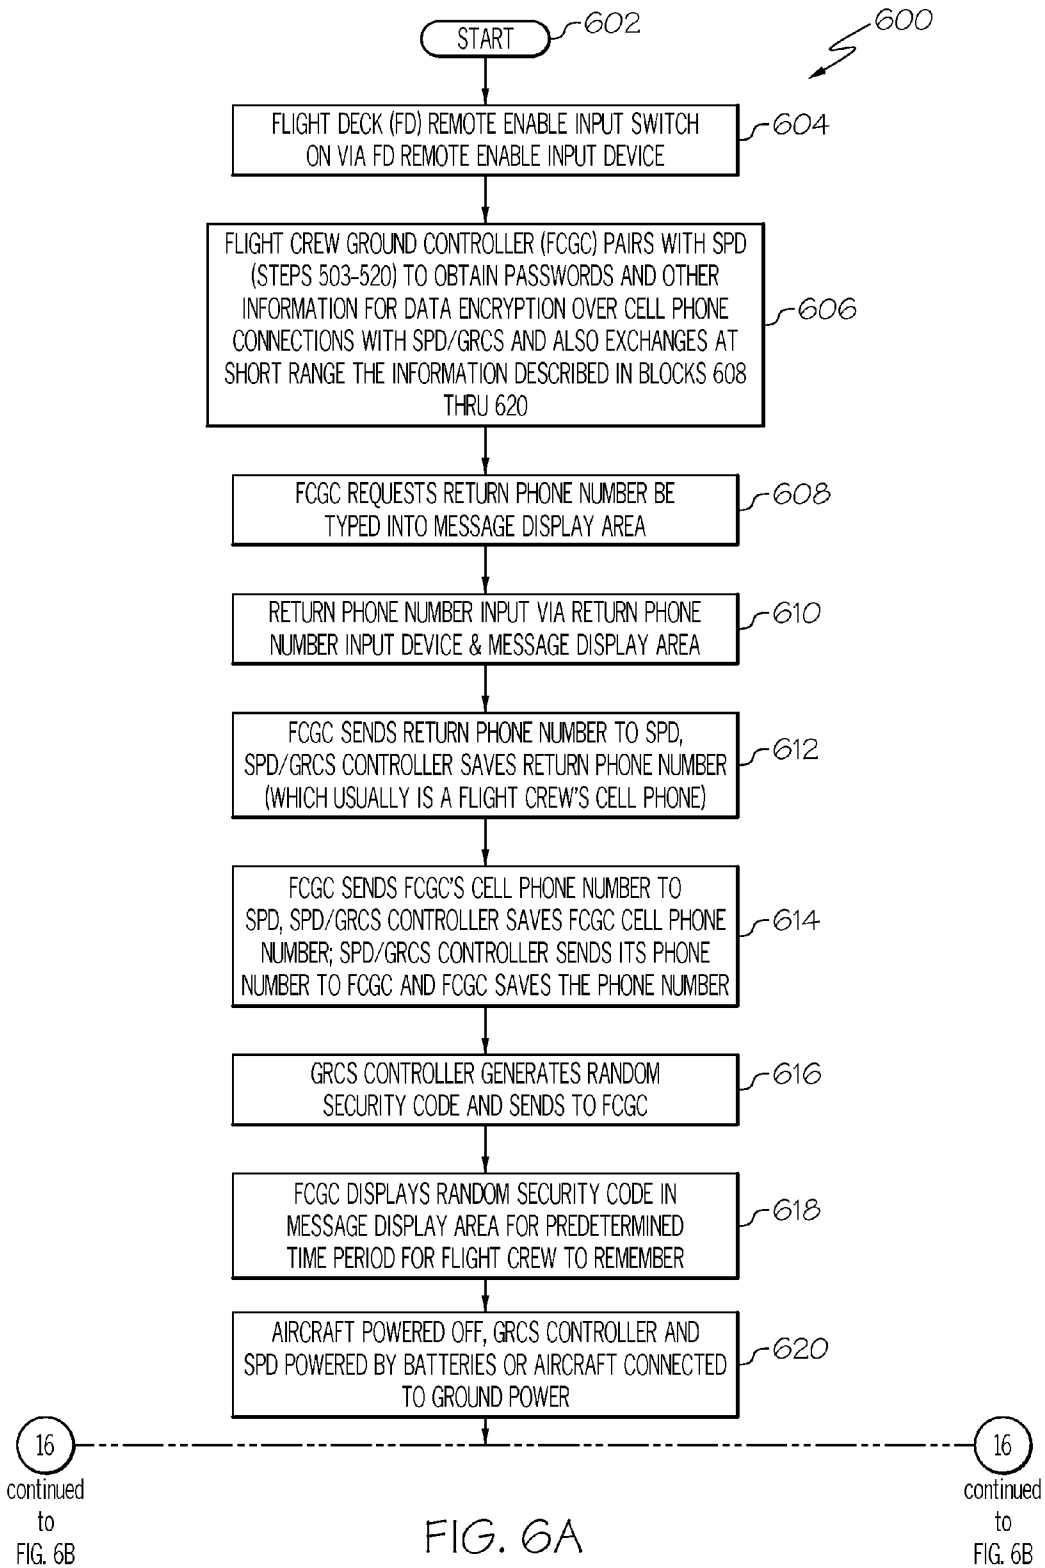 START
602
600
FLIGHT DECK (FD) REMOTE ENABLE INPUT SWITCH
ON VIA FD REMOTE ENABLE INPUT DEVICE
604
FLIGHT CREW GROUND CONTROLLER (FCGC) PAIRS WITH SPD
(STEPS 503-520) TO OBTAIN PASSWORDS AND OTHER
INFORMATION FOR DATA ENCRYPTION OVER CELL PHONE
CONNECTIONS WITH SPD/GRCS AND ALSO EXCHANGES AT
SHORT RANGE THE INFORMATION DESCRIBED IN BLOCKS 608
THRU 620
606
FCGC REQUESTS RETURN PHONE NUMBER BE
TYPED INTO MESSAGE DISPLAY AREA
608
RETURN PHONE NUMBER INPUT VIA RETURN PHONE
NUMBER INPUT DEVICE & MESSAGE DISPLAY AREA
610
FCGC SENDS RETURN PHONE NUMBER TO SPD,
SPD/GRCS CONTROLLER SAVES RETURN PHONE NUMBER
(WHICH USUALLY IS A FLIGHT CREW'S CELL PHONE)
612
FCGC SENDS FCGC'S CELL PHONE NUMBER TO
SPD, SPD/GRCS CONTROLLER SAVES FCGC CELL PHONE
NUMBER; SPD/GRCS CONTROLLER SENDS ITS PHONE
NUMBER TO FCGC AND FCGC SAVES THE PHONE NUMBER
614
GRCS CONTROLLER GENERATES RANDOM
SECURITY CODE AND SENDS TO FCGC
616
FCGC DISPLAYS RANDOM SECURITY CODE IN
MESSAGE DISPLAY AREA FOR PREDETERMINED
TIME PERIOD FOR FLIGHT CREW TO REMEMBER
618
AIRCRAFT POWERED OFF, GRCS CONTROLLER AND
SPD POWERED BY BATTERIES OR AIRCRAFT CONNECTED
TO GROUND POWER
620
16
continued
to
FIG. 6B
16
continued
to
FIG. 6B
FIG. 6A